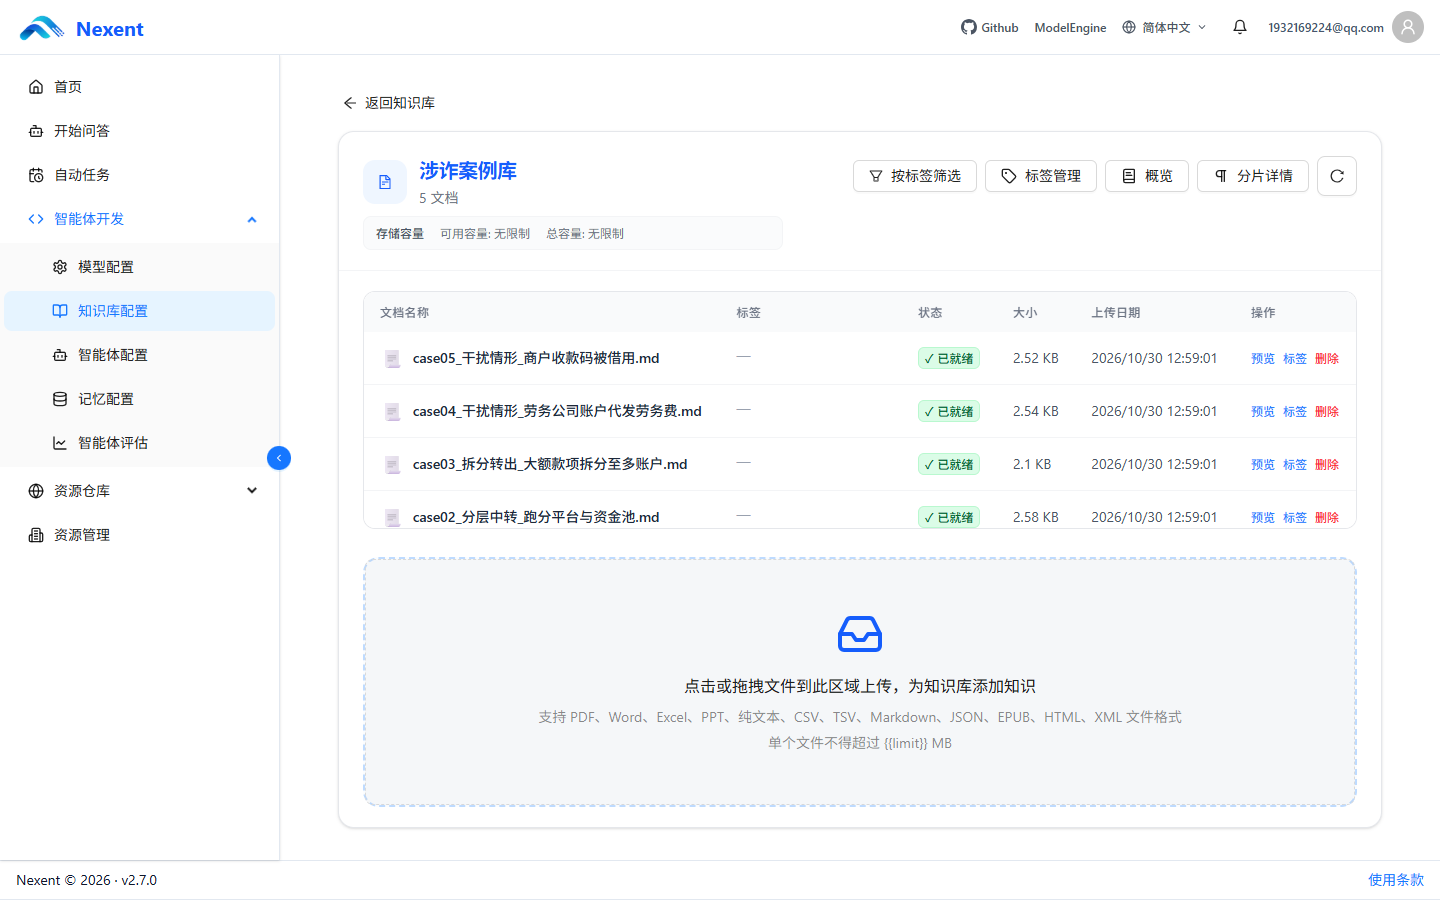 Nexent
Github ModelEngine 简体中文 1932169224@qq.com
首页
开始问答
自动任务
智能体开发
模型配置
知识库配置
智能体配置
记忆配置
智能体评估
资源仓库
资源管理
返回知识库
涉诈案例库
5 文档
按标签筛选 标签管理 概览 分片详情
存储容量 可用容量: 无限制 总容量: 无限制
文档名称 标签 状态 大小 上传日期 操作
case05_干扰情形_商户收款码被借用.md — ✓ 已就绪 2.52 KB 2026/10/30 12:59:01 预览 标签 删除
case04_干扰情形_劳务公司账户代发劳务费.md — ✓ 已就绪 2.54 KB 2026/10/30 12:59:01 预览 标签 删除
case03_拆分转出_大额款项拆分至多账户.md — ✓ 已就绪 2.1 KB 2026/10/30 12:59:01 预览 标签 删除
case02_分层中转_跑分平台与资金池.md — ✓ 已就绪 2.58 KB 2026/10/30 12:59:01 预览 标签 删除
点击或拖拽文件到此区域上传，为知识库添加知识
支持 PDF、Word、Excel、PPT、纯文本、CSV、TSV、Markdown、JSON、EPUB、HTML、XML 文件格式
单个文件不得超过 {{limit}} MB
Nexent © 2026 · v2.7.0
使用条款